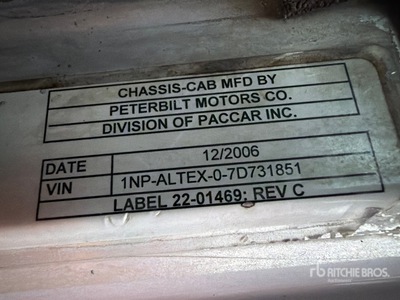 CHASSIS-CAB MFD BY
PETERBILT MOTORS CO.
DIVISION OF PACCAR INC.
DATE 12/2006
VIN 1NP-ALTEX-0-7D731851
LABEL 22-01469; REV C
rb RITCHIE BROS.